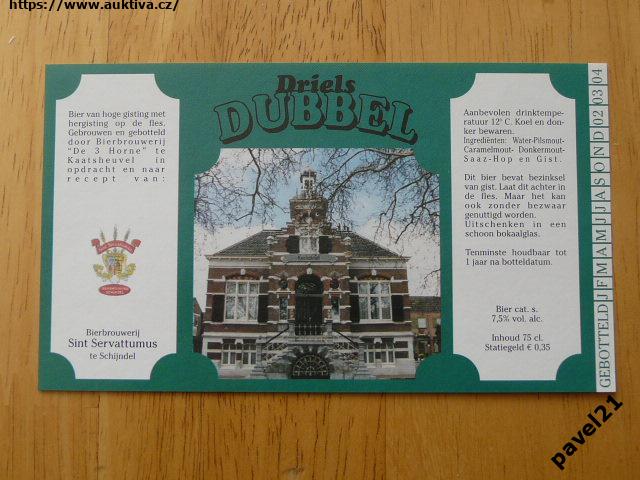 https://www.auktiva.cz/
Driels
DUBBEL
Bier van hoge gisting met
hergisting op de fles.
Gebrouwen en gebotteld
door Bierbrouwerij
"De 3 Horne" te
Kaatsheuvel in
opdracht en naar
recept van:
Bierbrouwerij
Sint Servattumus
te Schijndel
Aanbevolen drinktempe-
ratuur 12° C. Koel en don-
ker bewaren.
Ingrediënten: Water-Pilsmout-
Caramelmout- Donkermout-
Saaz-Hop en Gist.
Dit bier bevat bezinksel
van gist. Laat dit achter in
de fles. Maar het kan
ook zonder bezwaar
genuttigd worden.
Uitschenken in een
schoon bokaalglas.
Tenminste houdbaar tot
1 jaar na botteldatum.
Bier cat. s.
7,5% vol. alc.
Inhoud 75 cl.
Statiegeld € 0,35
GEBOTTELD J F M A M J J A S O N D 02 03 04
pavel21